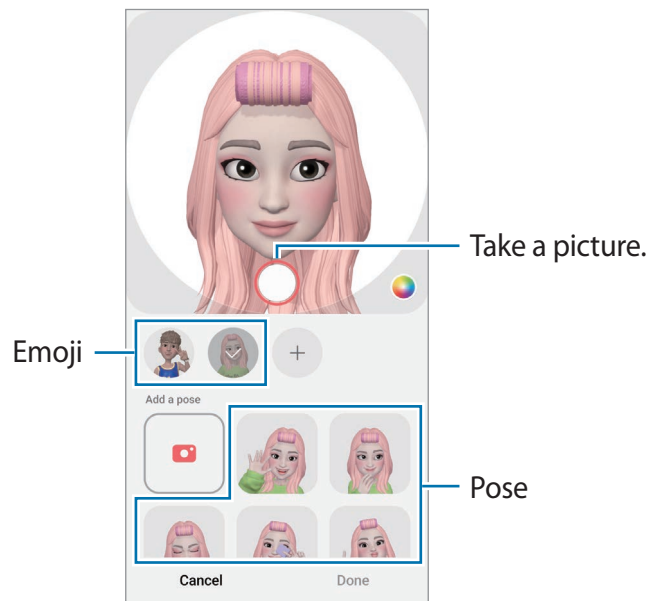 Take a picture.
Emoji
Add a pose
Pose
Cancel
Done